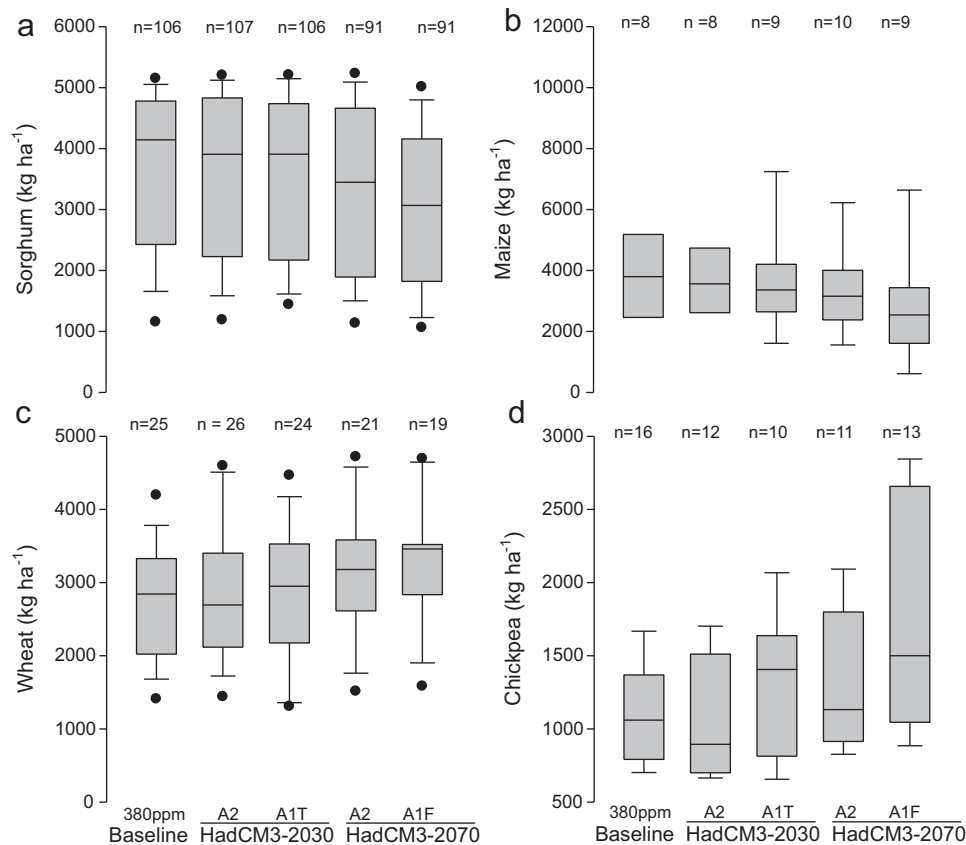 a
n=106 n=107 n=106 n=91 n=91
6000
5000
4000
3000
2000
1000
0
Sorghum (kg ha⁻¹)
b
n=8 n =8 n=9 n=10 n=9
12000
10000
8000
6000
4000
2000
0
Maize (kg ha⁻¹)
c
n=25 n = 26 n=24 n=21 n=19
5000
4000
3000
2000
1000
0
Wheat (kg ha⁻¹)
380ppm A2 A1T A2 A1F
Baseline HadCM3-2030 HadCM3-2070
d
n=16 n=12 n=10 n=11 n=13
3000
2500
2000
1500
1000
500
Chickpea (kg ha⁻¹)
380ppm A2 A1T A2 A1F
Baseline HadCM3-2030 HadCM3-2070